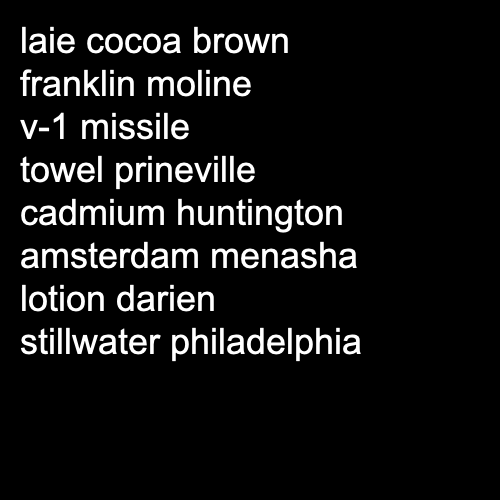 laie cocoa brown
franklin moline
v-1 missile
towel prineville
cadmium huntington
amsterdam menasha
lotion darien
stillwater philadelphia